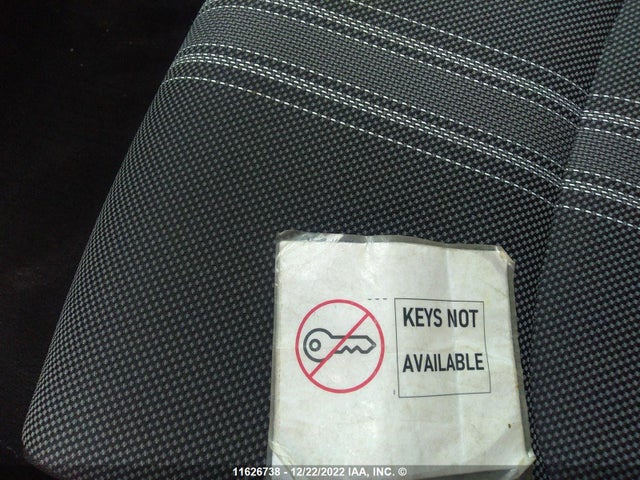 KEYS NOT
AVAILABLE
11626738 - 12/22/2022 IAA, INC. ©